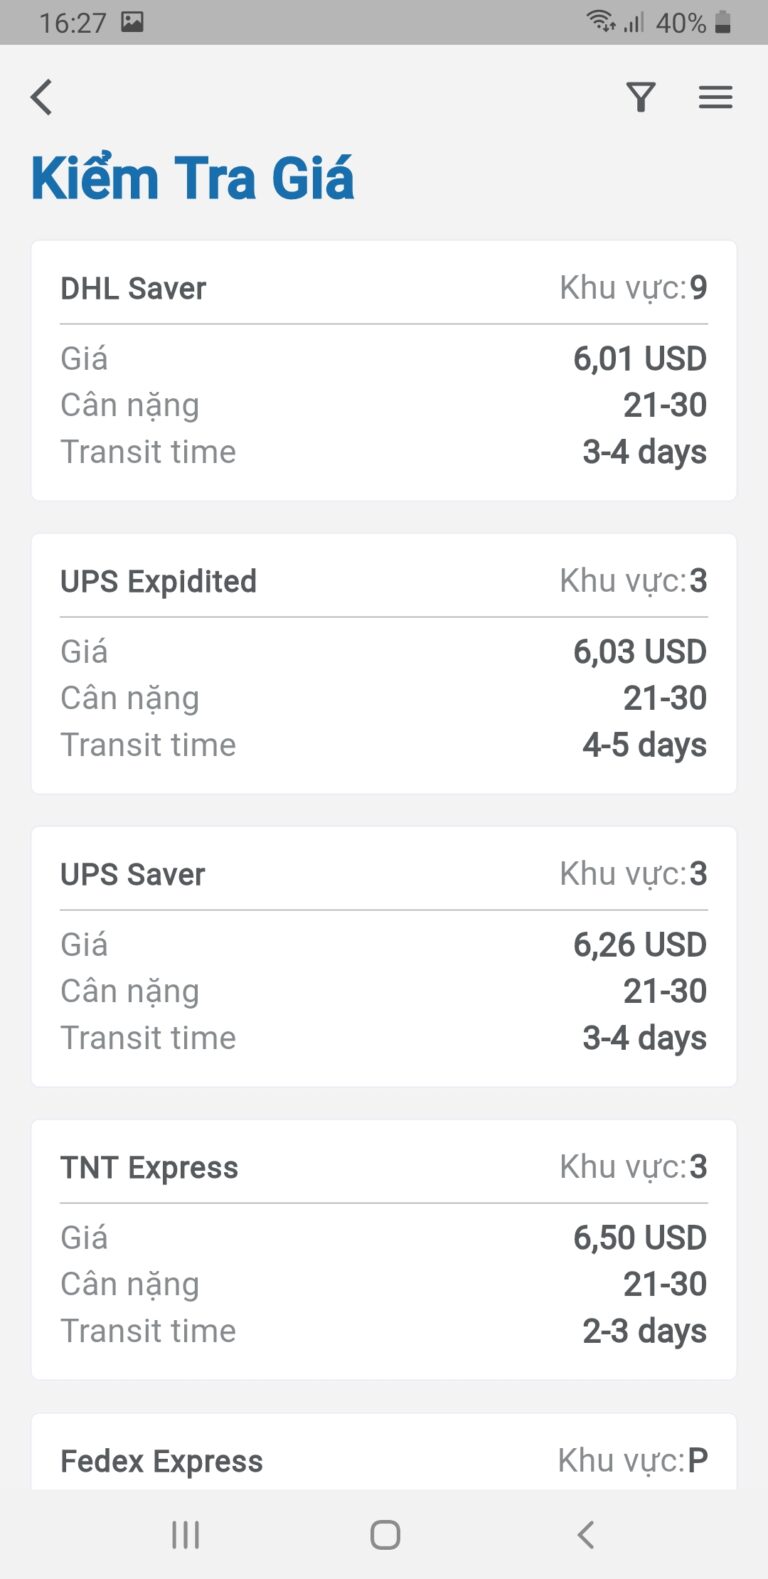 16:27 40%
Kiểm Tra Giá
DHL Saver Khu vực:9
Giá 6,01 USD
Cân nặng 21-30
Transit time 3-4 days
UPS Expidited Khu vực:3
Giá 6,03 USD
Cân nặng 21-30
Transit time 4-5 days
UPS Saver Khu vực:3
Giá 6,26 USD
Cân nặng 21-30
Transit time 3-4 days
TNT Express Khu vực:3
Giá 6,50 USD
Cân nặng 21-30
Transit time 2-3 days
Fedex Express Khu vực:P